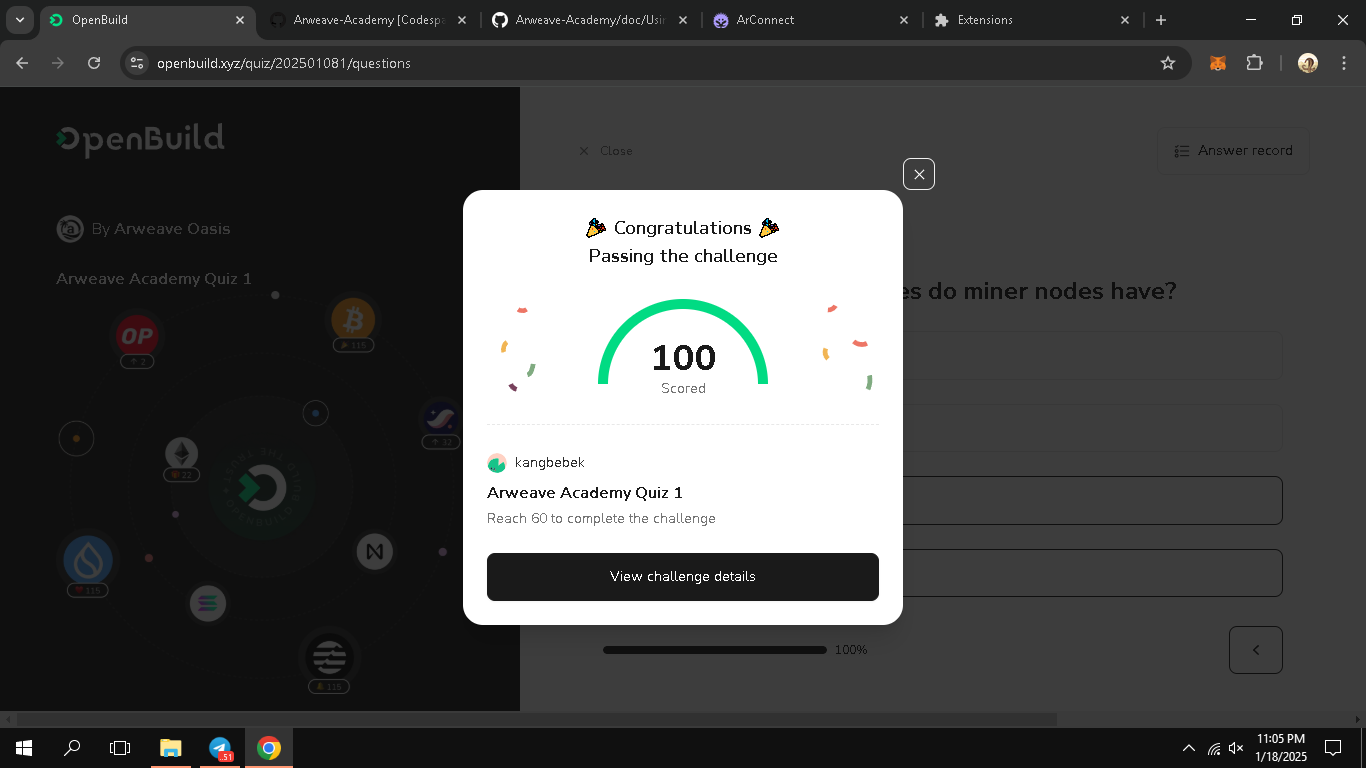 OpenBuild
Arweave-Academy [Codespa
Arweave-Academy/doc/Usin
ArConnect
Extensions
openbuild.xyz/quiz/202501081/questions
OpenBuild
Close
Answer record
By Arweave Oasis
Arweave Academy Quiz 1
Congratulations
Passing the challenge
es do miner nodes have?
OP
2
115
100
Scored
32
22
kangbebek
Arweave Academy Quiz 1
Reach 60 to complete the challenge
View challenge details
115
115
100%
51
11:05 PM
1/18/2025